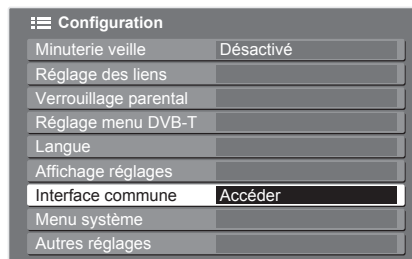 Configuration
Minuterie veille Désactivé
Réglage des liens
Verrouillage parental
Réglage menu DVB-T
Langue
Affichage réglages
Interface commune Accéder
Menu système
Autres réglages